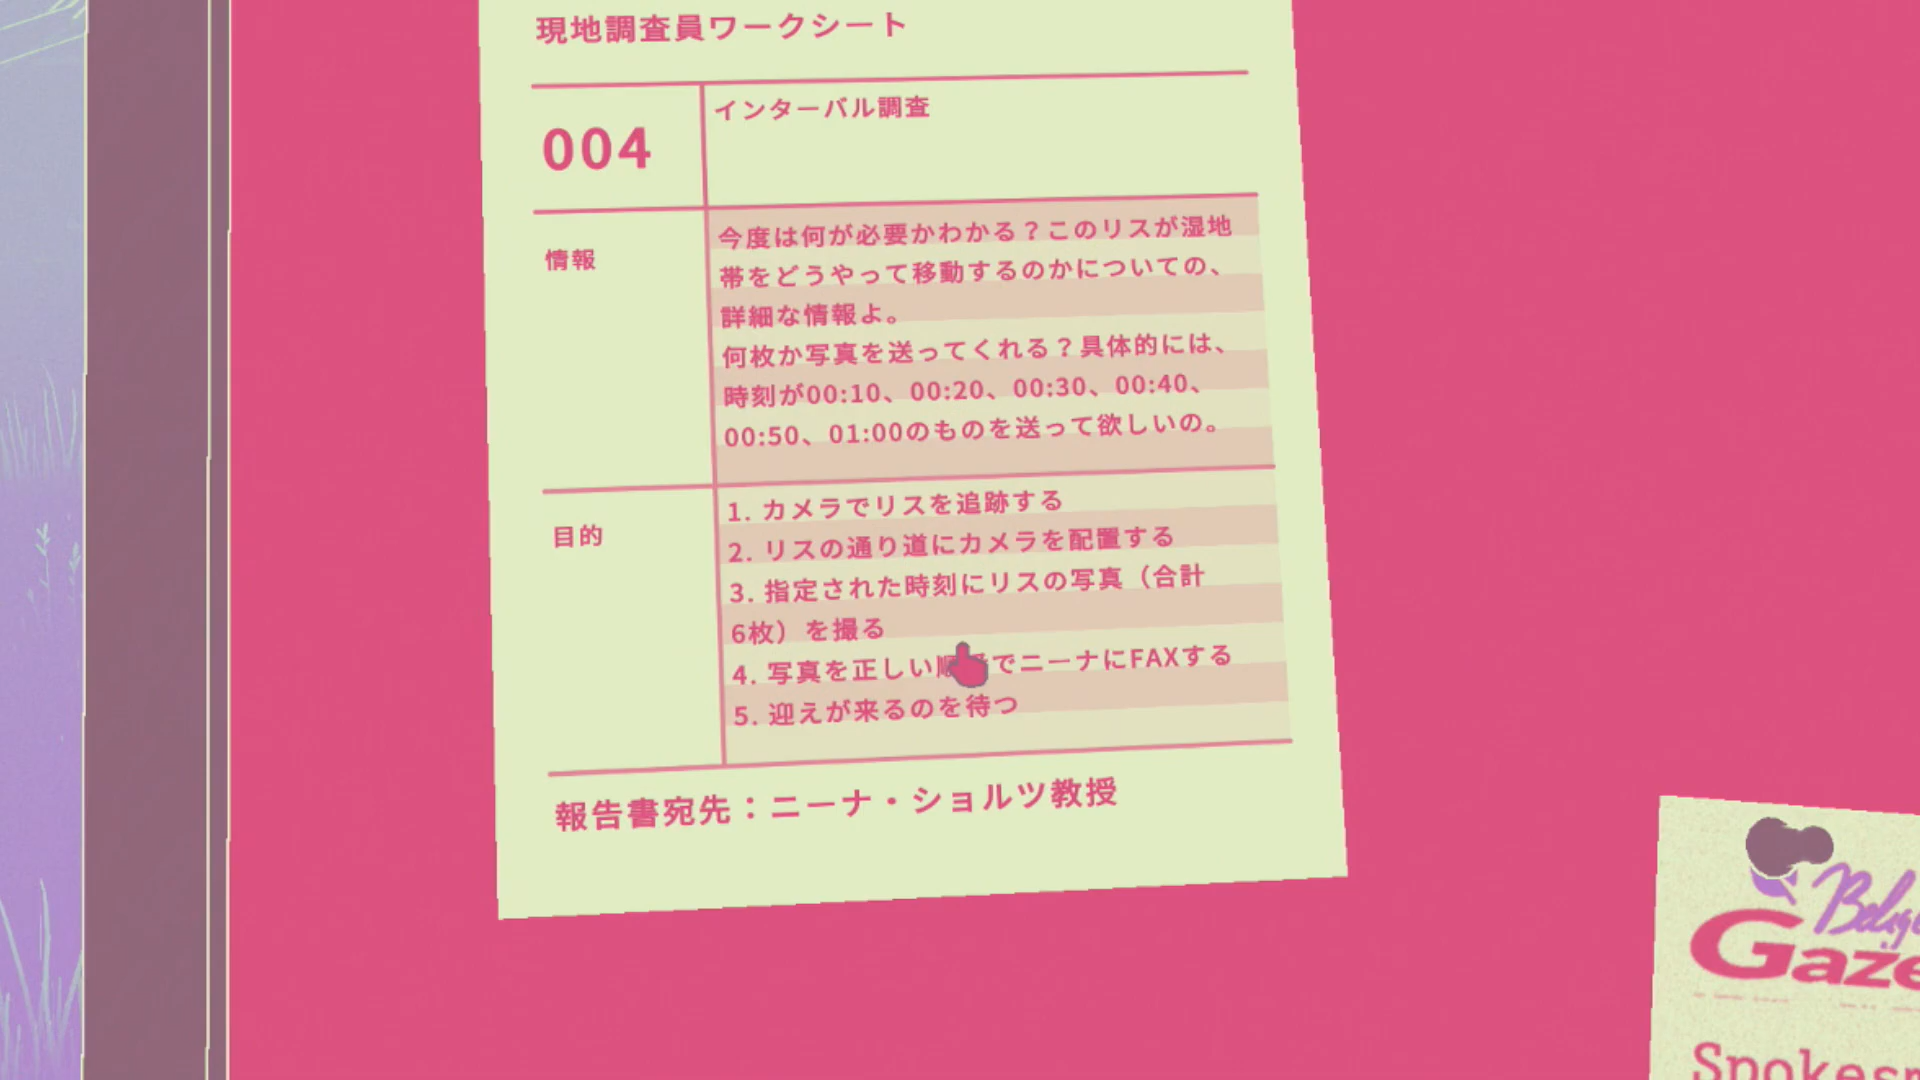 現地調査員ワークシート
004
インターバル調査
情報
今度は何が必要かわかる？このリスが湿地
帯をどうやって移動するのかについての、
詳細な情報よ。
何枚か写真を送ってくれる？具体的には、
時刻が00:10、00:20、00:30、00:40、
00:50、01:00のものを送って欲しいの。
目的
1. カメラでリスを追跡する
2. リスの通り道にカメラを配置する
3. 指定された時刻にリスの写真（合計
6枚）を撮る
4. 写真を正しい でニーナにFAXする
5. 迎えが来るのを待つ
報告書宛先：ニーナ・ショルツ教授